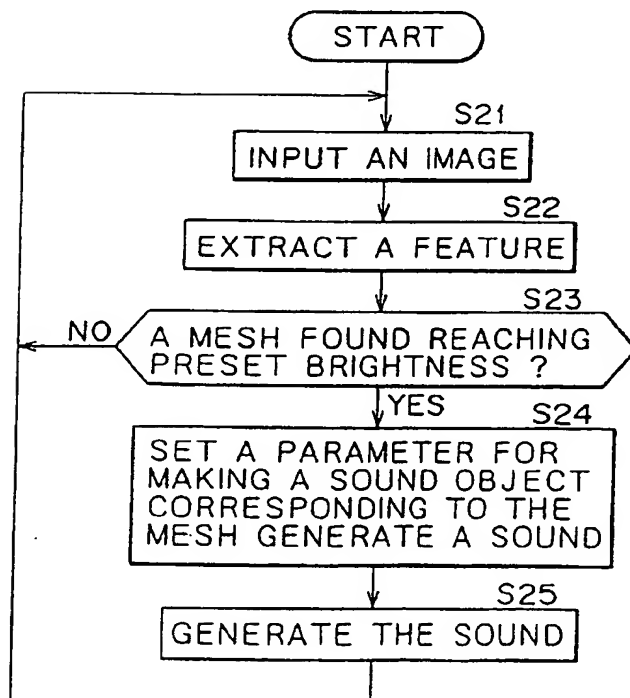 START
S21
INPUT AN IMAGE
S22
EXTRACT A FEATURE
S23
NO
A MESH FOUND REACHING
PRESET BRIGHTNESS ?
YES
S24
SET A PARAMETER FOR
MAKING A SOUND OBJECT
CORRESPONDING TO THE
MESH GENERATE A SOUND
S25
GENERATE THE SOUND